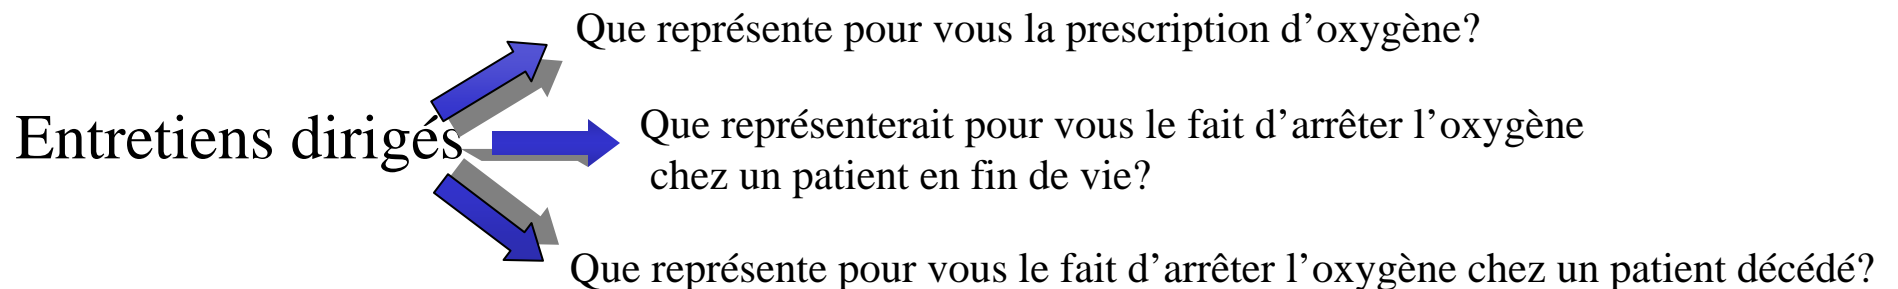 Que représente pour vous la prescription d’oxygène?
Entretiens dirigés
Que représenterait pour vous le fait d’arrêter l’oxygène
chez un patient en fin de vie?
Que représente pour vous le fait d’arrêter l’oxygène chez un patient décédé?